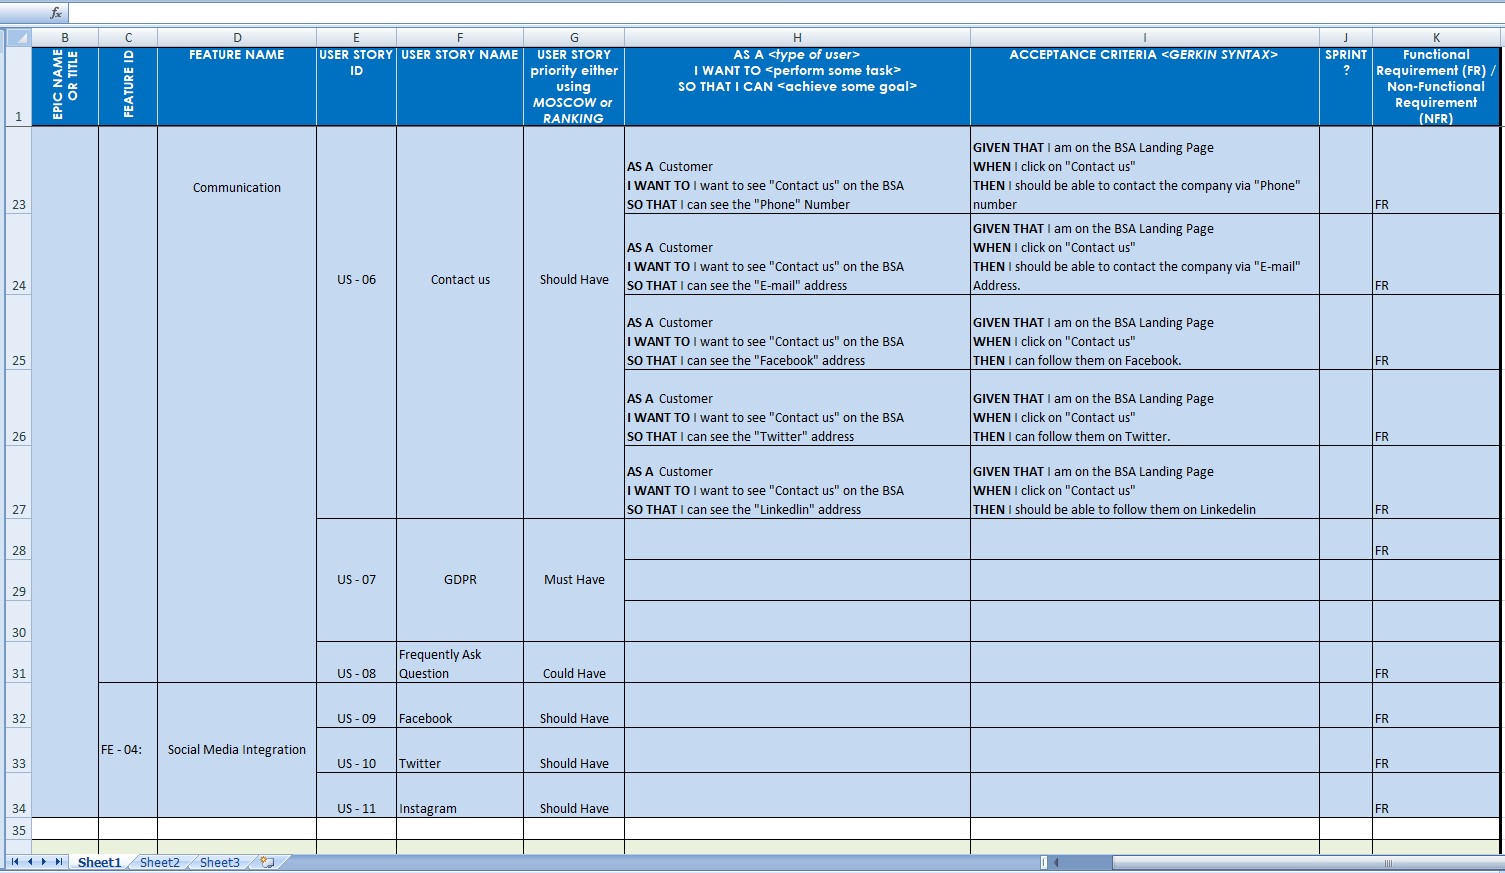 fx
B C D E F G H I J K
1
EPIC NAME
OR TITLE
FEATURE ID
FEATURE NAME
USER STORY
ID
USER STORY NAME
USER STORY
priority either
using
MOSCOW or
RANKING
AS A <type of user>
I WANT TO <perform some task>
SO THAT I CAN <achieve some goal>
ACCEPTANCE CRITERIA <GERKIN SYNTAX>
SPRINT
?
Functional
Requirement (FR) /
Non-Functional
Requirement
(NFR)
23
Communication
AS A Customer
I WANT TO I want to see "Contact us" on the BSA
SO THAT I can see the "Phone" Number
GIVEN THAT I am on the BSA Landing Page
WHEN I click on "Contact us"
THEN I should be able to contact the company via "Phone"
number
FR
24
US - 06
Contact us
Should Have
AS A Customer
I WANT TO I want to see "Contact us" on the BSA
SO THAT I can see the "E-mail" address
GIVEN THAT I am on the BSA Landing Page
WHEN I click on "Contact us"
THEN I should be able to contact the company via "E-mail"
Address.
FR
25
AS A Customer
I WANT TO I want to see "Contact us" on the BSA
SO THAT I can see the "Facebook" address
GIVEN THAT I am on the BSA Landing Page
WHEN I click on "Contact us"
THEN I can follow them on Facebook.
FR
26
AS A Customer
I WANT TO I want to see "Contact us" on the BSA
SO THAT I can see the "Twitter" address
GIVEN THAT I am on the BSA Landing Page
WHEN I click on "Contact us"
THEN I can follow them on Twitter.
FR
27
AS A Customer
I WANT TO I want to see "Contact us" on the BSA
SO THAT I can see the "Linkedlin" address
GIVEN THAT I am on the BSA Landing Page
WHEN I click on "Contact us"
THEN I should be able to follow them on Linkedelin
FR
28
FR
29
US - 07
GDPR
Must Have
30
31
US - 08
Frequently Ask
Question
Could Have
FR
32
US - 09
Facebook
Should Have
FR
33
FE - 04:
Social Media Integration
US - 10
Twitter
Should Have
FR
34
US - 11
Instagram
Should Have
FR
35
Sheet1 Sheet2 Sheet3